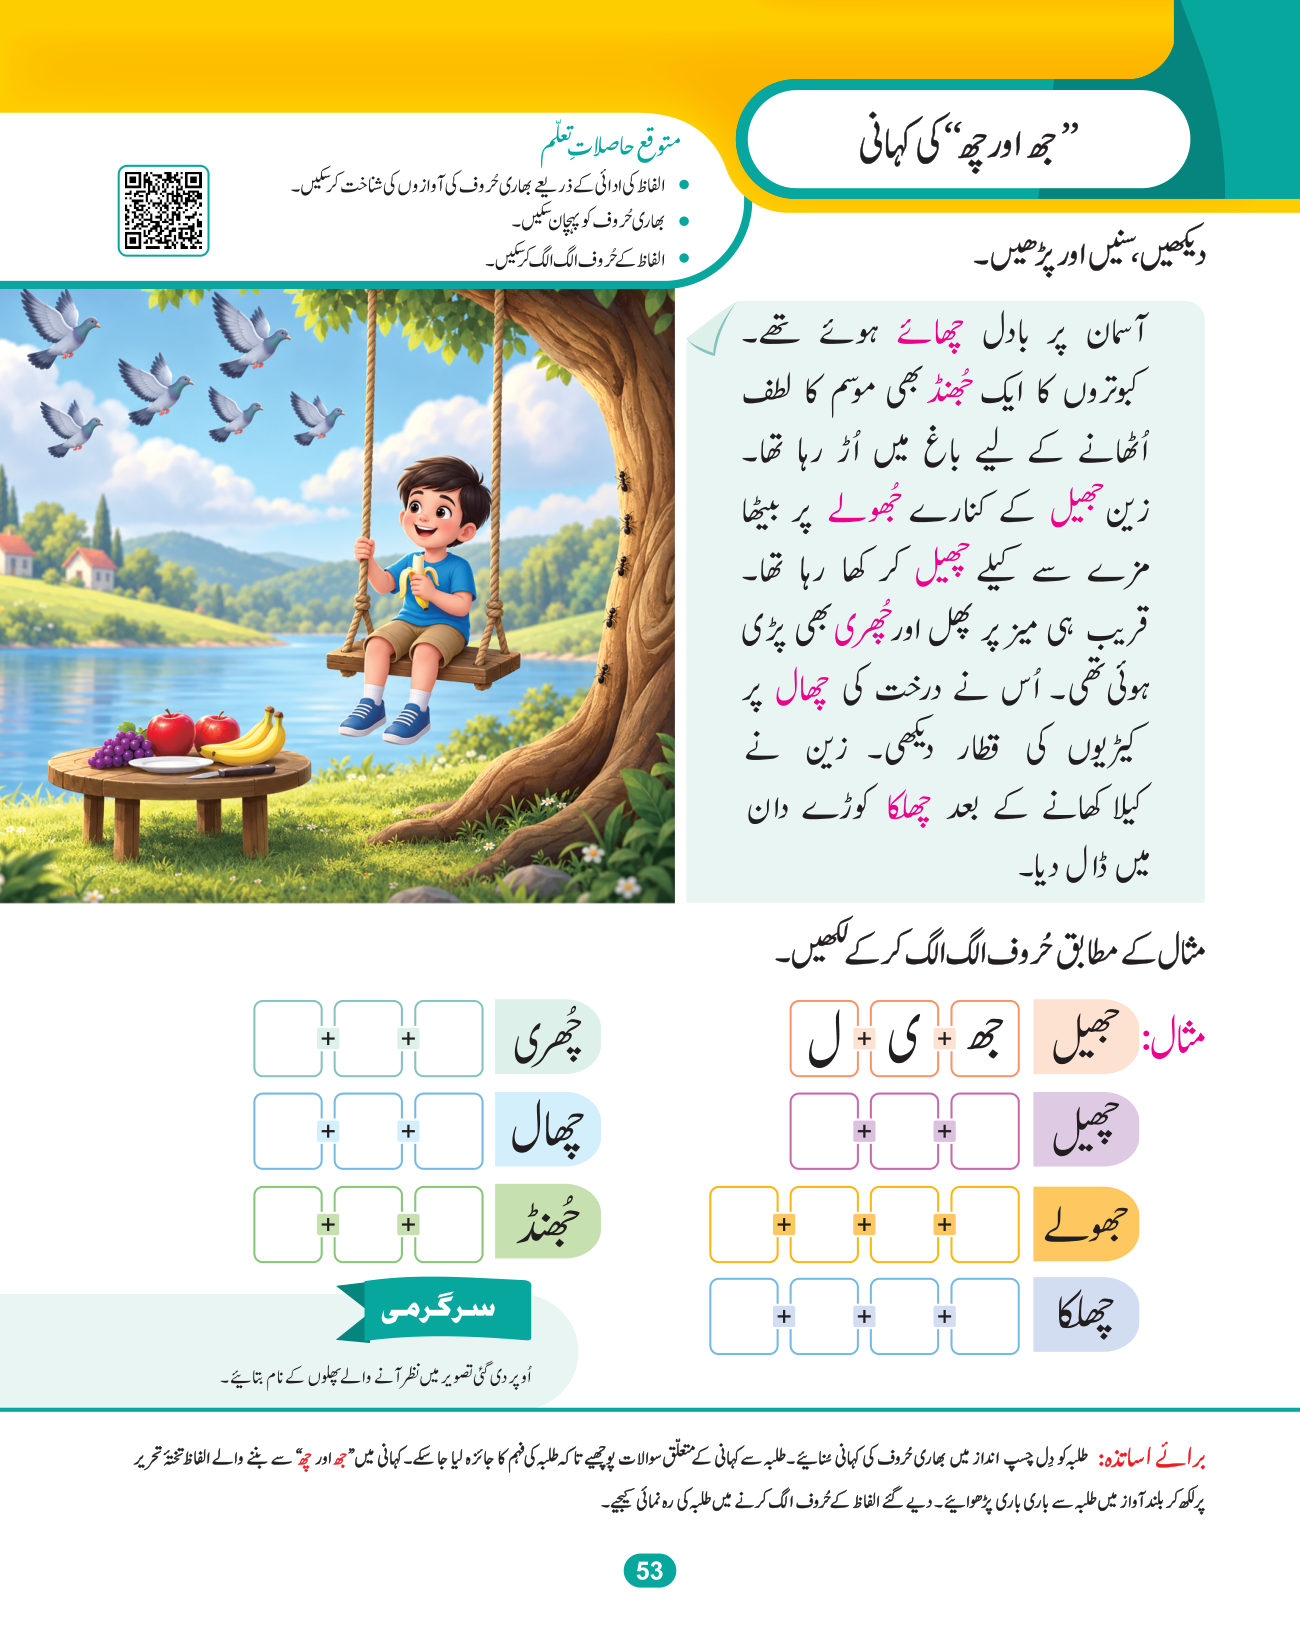 ”جھ اور چھ“ کی کہانی
متوقع حاصلاتِ تعلّم
• الفاظ کی ادائی کے ذریعے بھاری حُروف کی آوازوں کی شناخت کر سکیں۔
• بھاری حُروف کو پہچان سکیں۔
• الفاظ کے حُروف الگ الگ کر سکیں۔
دیکھیں، سنیں اور پڑھیں۔
آسمان پر بادل چھائے ہوئے تھے۔
کبوتروں کا ایک جُھنڈ بھی موسم کا لطف
اُٹھانے کے لیے باغ میں اُڑ رہا تھا۔
زین جھیل کے کنارے جُھولے پر بیٹھا
مزے سے کیلے چھیل کر کھا رہا تھا۔
قریب ہی میز پر پھل اور چُھری بھی پڑی
ہوئی تھی۔ اُس نے درخت کی چھال پر
کیڑیوں کی قطار دیکھی۔ زین نے
کیلا کھانے کے بعد چھلکا کوڑے دان
میں ڈال دیا۔
مثال کے مطابق حُروف الگ الگ کر کے لکھیں۔
مثال: جھیل جھ + ی + ل
چُھری + +
چھیل + +
چھال + +
جھولے + + +
جُھنڈ + +
چھلکا + + +
سرگرمی
اُوپر دی گئی تصویر میں نظر آنے والے پھلوں کے نام بتائیے۔
برائے اساتذہ: طلبہ کو دِل چسپ انداز میں بھاری حُروف کی کہانی سُنائیے۔ طلبہ سے کہانی کے متعلّق سوالات پوچھیے تاکہ طلبہ کی فہم کا جائزہ لیا جا سکے۔ کہانی میں ”جھ اور چھ“ سے بننے والے الفاظ تختۂ تحریر
پر لکھ کر بلند آواز میں طلبہ سے باری باری پڑھوائیے۔ دیے گئے الفاظ کے حُروف الگ کرنے میں طلبہ کی رہ نمائی کیجیے۔
53